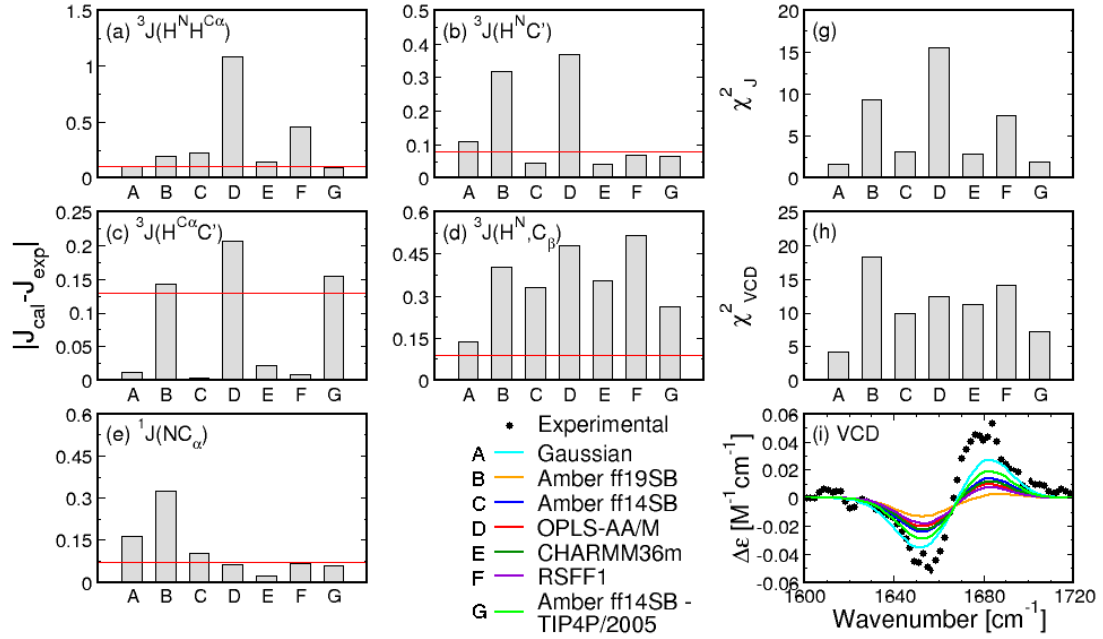 (a) ³J(H^N H^Cα)
1.5
1
0.5
0
A B C D E F G
(b) ³J(H^N C')
0.5
0.4
0.3
0.2
0.1
0
A B C D E F G
(g)
χ²_J
20
15
10
5
0
A B C D E F G
|J_cal-J_exp|
(c) ³J(H^Cα C')
0.25
0.2
0.15
0.1
0.05
0
A B C D E F G
(d) ³J(H^N,C_β)
0.6
0.45
0.3
0.15
0
A B C D E F G
(h)
χ²_VCD
25
20
15
10
5
0
A B C D E F G
(e) ¹J(NC_α)
0.6
0.45
0.3
0.15
0
A B C D E F G
Experimental
A Gaussian
B Amber ff19SB
C Amber ff14SB
D OPLS-AA/M
E CHARMM36m
F RSFF1
G Amber ff14SB -
TIP4P/2005
(i) VCD
Δε [M⁻¹cm⁻¹]
0.06
0.04
0.02
0
-0.02
-0.04
-0.06
1600 1640 1680 1720
Wavenumber [cm⁻¹]